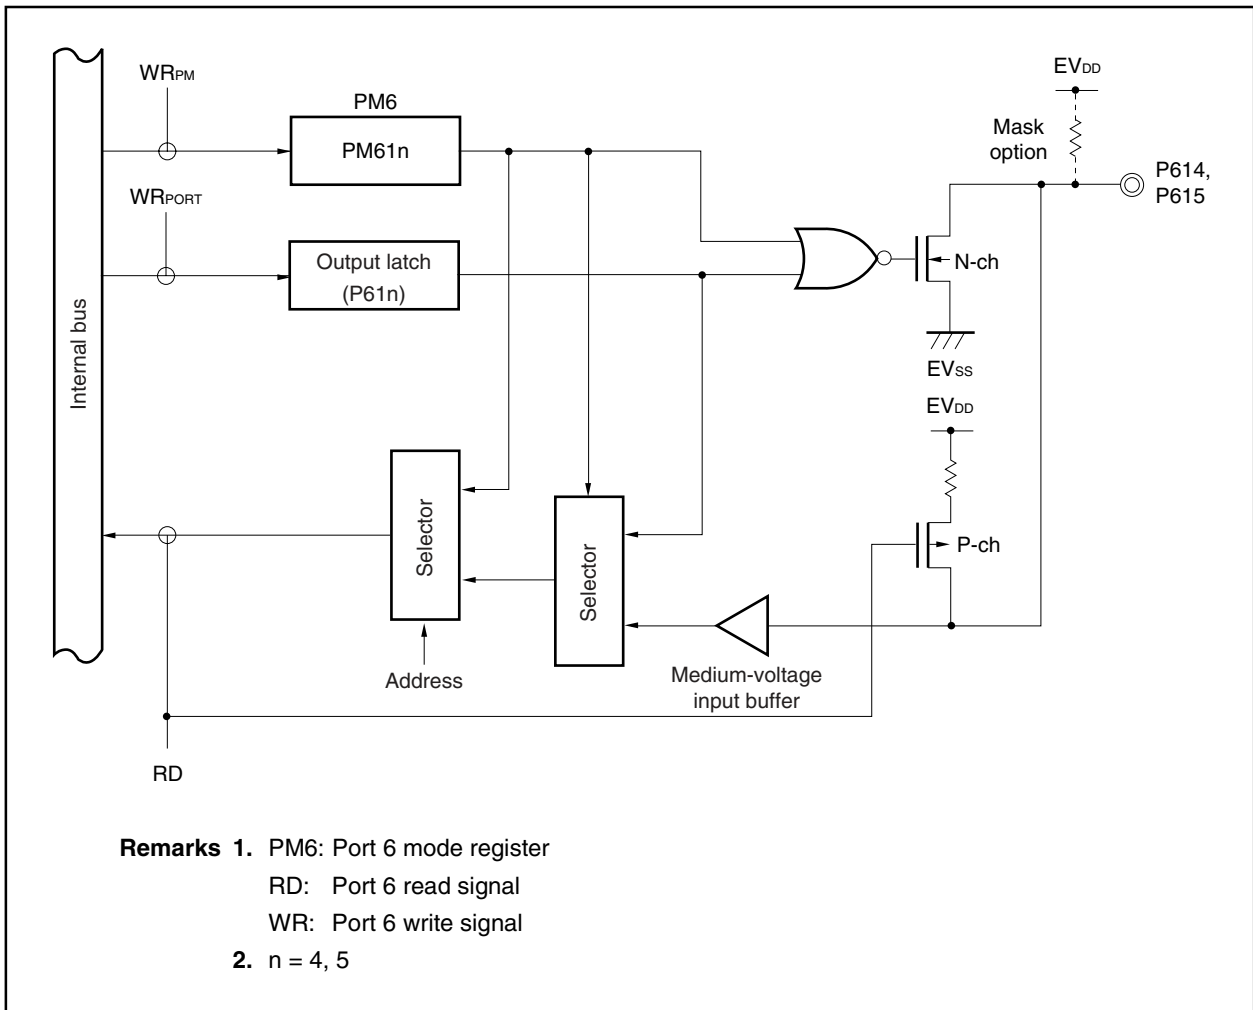 WRPM
PM6
PM61n
WRPORT
Output latch
(P61n)
Internal bus
EVDD
Mask
option
P614,
P615
N-ch
EVSS
EVDD
P-ch
Selector
Selector
Address
Medium-voltage
input buffer
RD
Remarks 1. PM6: Port 6 mode register
RD: Port 6 read signal
WR: Port 6 write signal
2. n = 4, 5